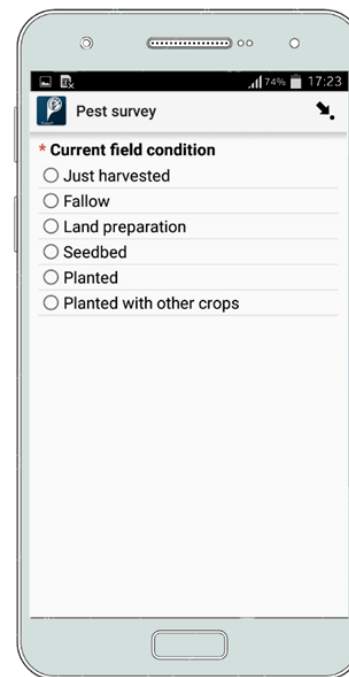 74% 17:23
Pest survey
* Current field condition
Just harvested
Fallow
Land preparation
Seedbed
Planted
Planted with other crops